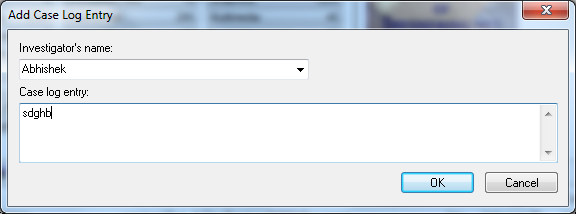 Add Case Log Entry
Investigator's name:
Abhishek
Case log entry:
sdghb
OK
Cancel